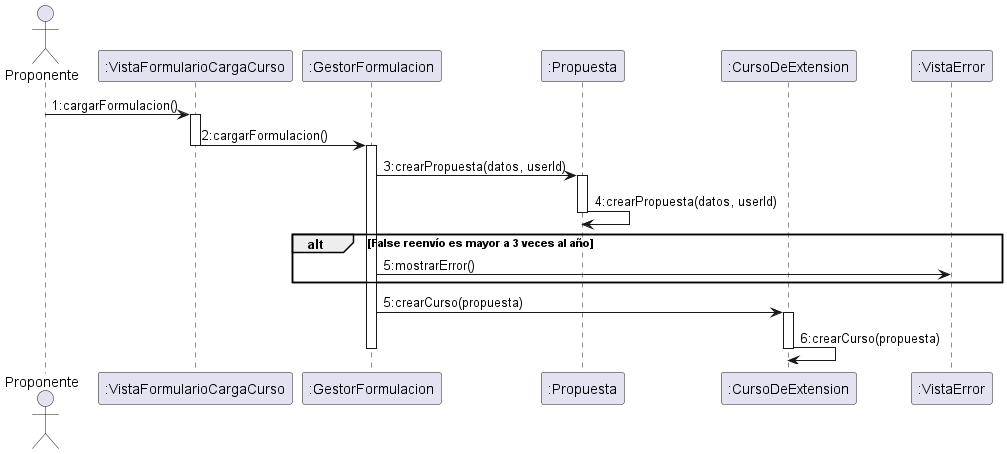 Proponente
:VistaFormularioCargaCurso
:GestorFormulacion
:Propuesta
:CursoDeExtension
:VistaError
1:cargarFormulacion()
2:cargarFormulacion()
3:crearPropuesta(datos, userId)
4:crearPropuesta(datos, userId)
alt
[False reenvío es mayor a 3 veces al año]
5:mostrarError()
5:crearCurso(propuesta)
6:crearCurso(propuesta)
Proponente
:VistaFormularioCargaCurso
:GestorFormulacion
:Propuesta
:CursoDeExtension
:VistaError